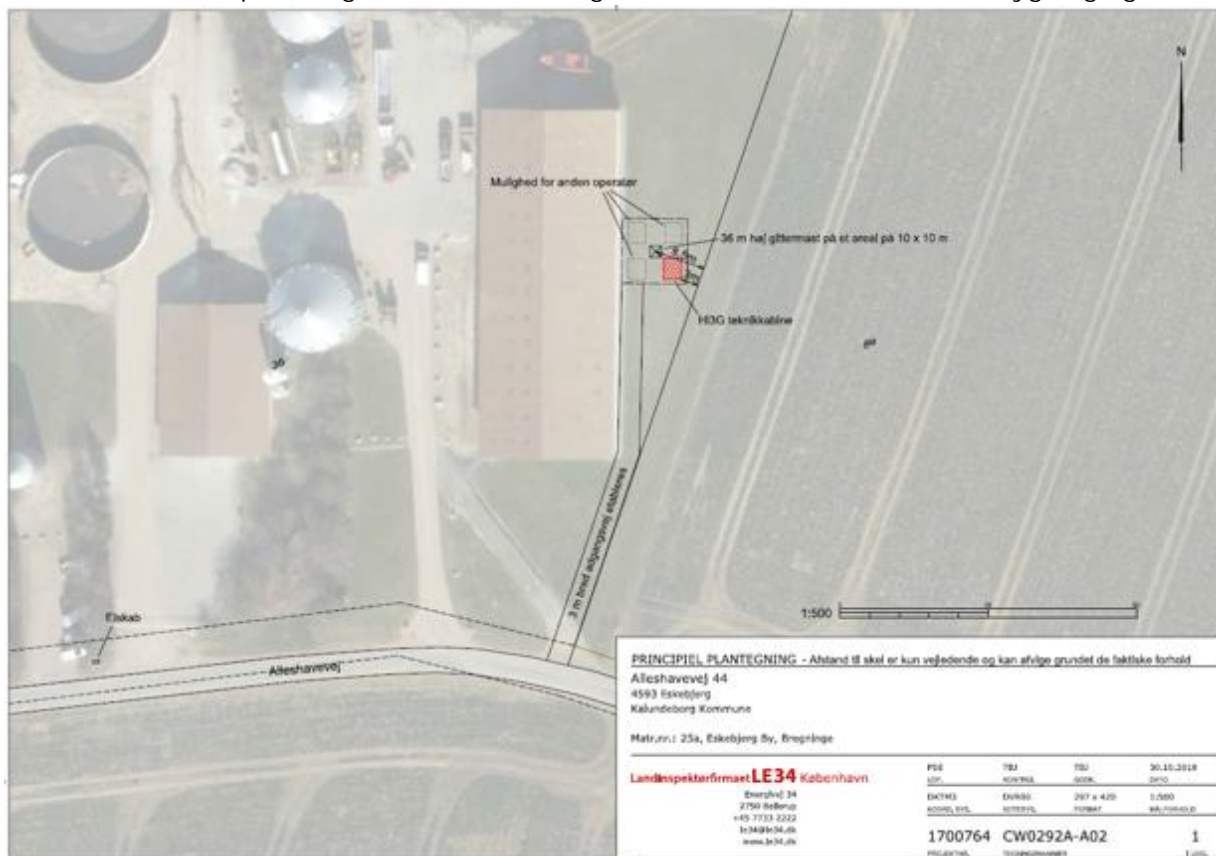 N
Mulighed for anden operatør
36 m høj gittermast på et areal på 10 x 10 m
HI3G teknikkabine
3 m bred adgangsvej etableres
Elskab
Alleshavevej
1:500
PRINCIPIEL PLANTEGNING - Afstand til skel er kun vejledende og kan afvige grundet de faktiske forhold
Alleshavevej 44
4593 Eskebjerg
Kalundborg Kommune
Matr.nr.: 25a, Eskebjerg By, Bregninge
Landinspektørfirmaet LE34 København
Energivej 34
2750 Ballerup
+45 7733 2222
le34@le34.dk
www.le34.dk
30.10.2018
297 x 420
1:500
1700764 CW0292A-A02 1